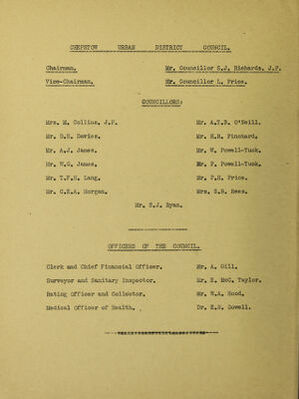 CHEPSTOW URBAN DISTRICT COUNCIL.
Chairman. Mr. Councillor S.J. Richards, J.P.
Vice-Chairman. Mr. Councillor L. Price.
COUNCILLORS:
Mrs. M. Collins, J.P. Mr. A.T.B. O'Neill.
Mr. D.H. Davies. Mr. H.R. Pinchard.
Mr. A.J. James. Mr. W. Powell-Tuck.
Mr. W.G. James. Mr. P. Powell-Tuck.
Mr. T.F.H. Lang. Mr. P.H. Price.
Mr. C.E.A. Morgan. Mrs. S.B. Rees.
Mr. S.J. Ryan.
OFFICERS OF THE COUNCIL.
Clerk and Chief Financial Officer. Mr. A. Gill.
Surveyor and Sanitary Inspector. Mr. E. McC. Taylor.
Rating Officer and Collector. Mr. W.A. Hood.
Medical Officer of Health. Dr. E.N. Dowell.